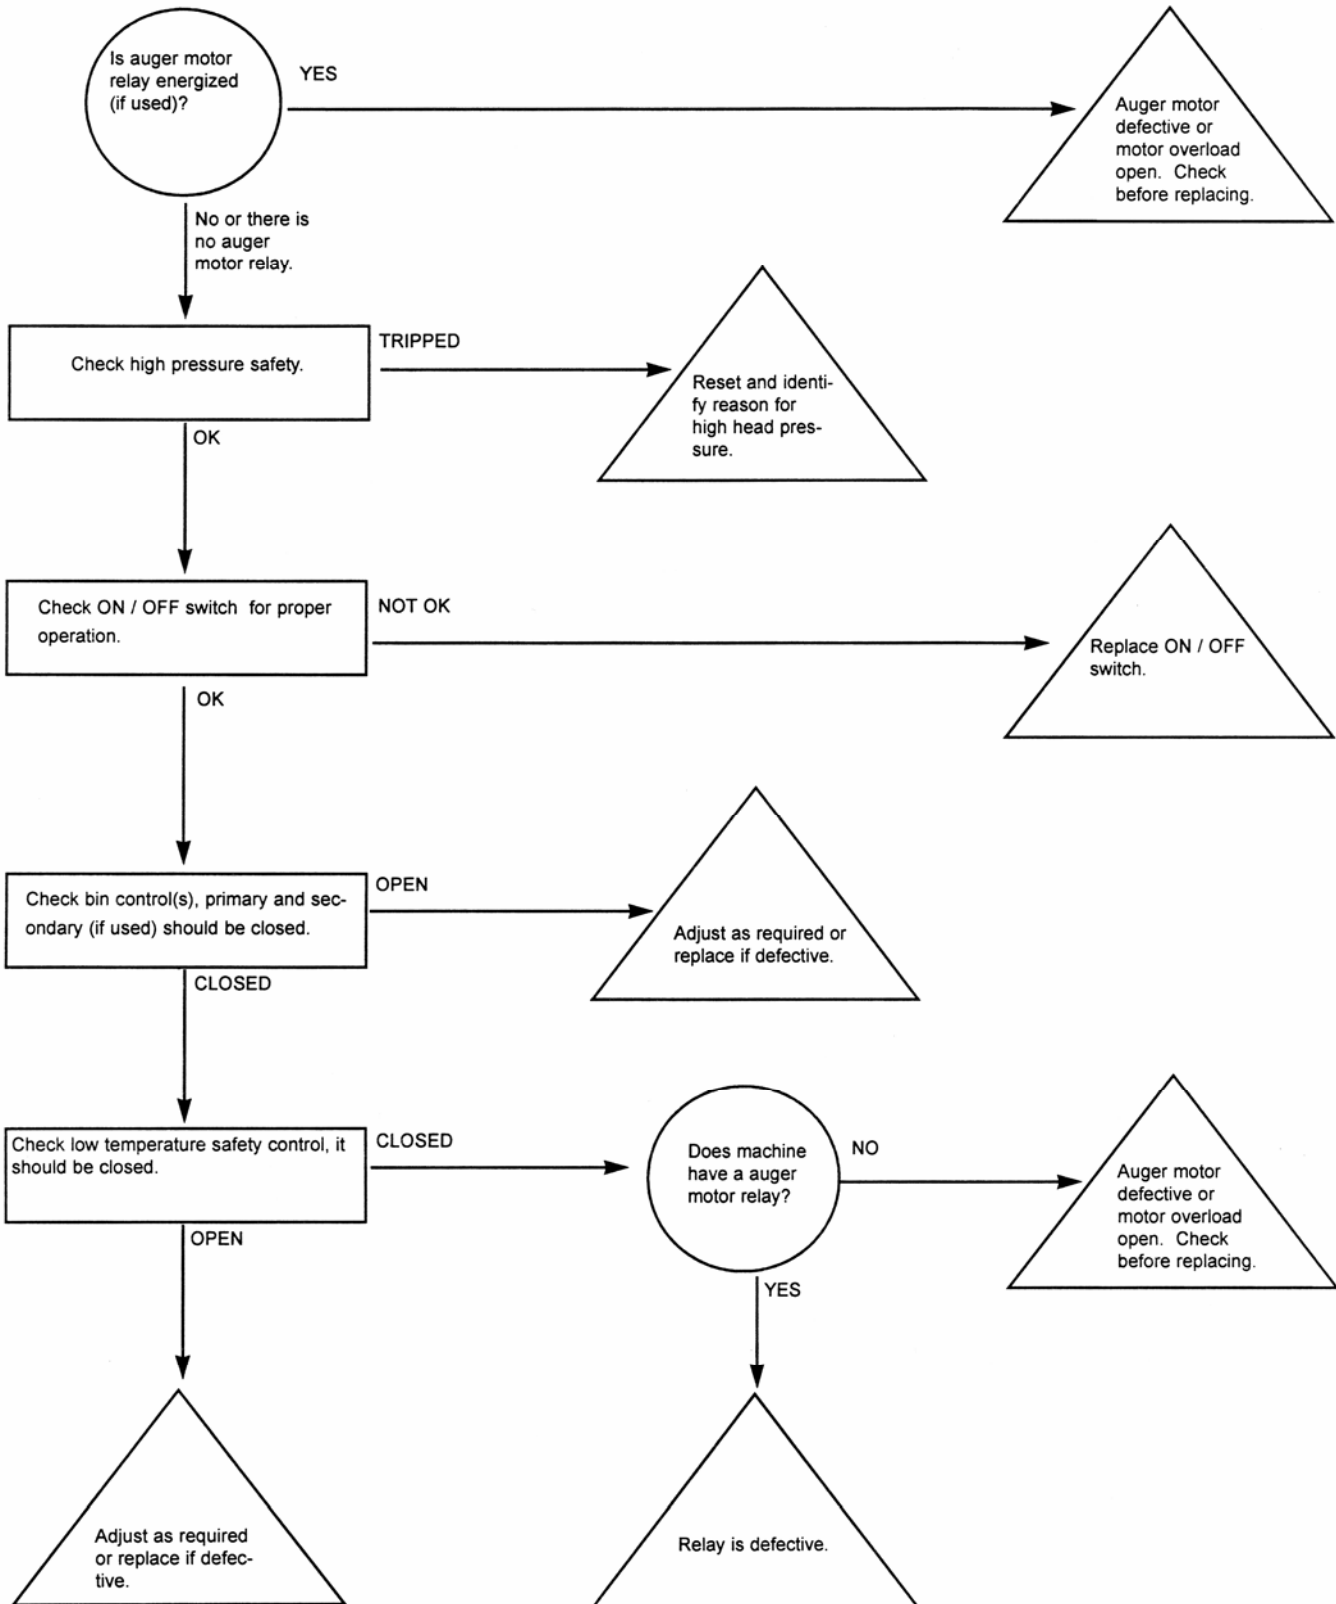 Is auger motor
relay energized
(if used)?
YES
Auger motor
defective or
motor overload
open. Check
before replacing.
No or there is
no auger
motor relay.
Check high pressure safety.
TRIPPED
Reset and identi-
fy reason for
high head pres-
sure.
OK
Check ON / OFF switch for proper
operation.
NOT OK
Replace ON / OFF
switch.
OK
Check bin control(s), primary and sec-
ondary (if used) should be closed.
OPEN
Adjust as required or
replace if defective.
CLOSED
Check low temperature safety control, it
should be closed.
CLOSED
Does machine
have a auger
motor relay?
NO
Auger motor
defective or
motor overload
open. Check
before replacing.
OPEN
YES
Adjust as required
or replace if defec-
tive.
Relay is defective.